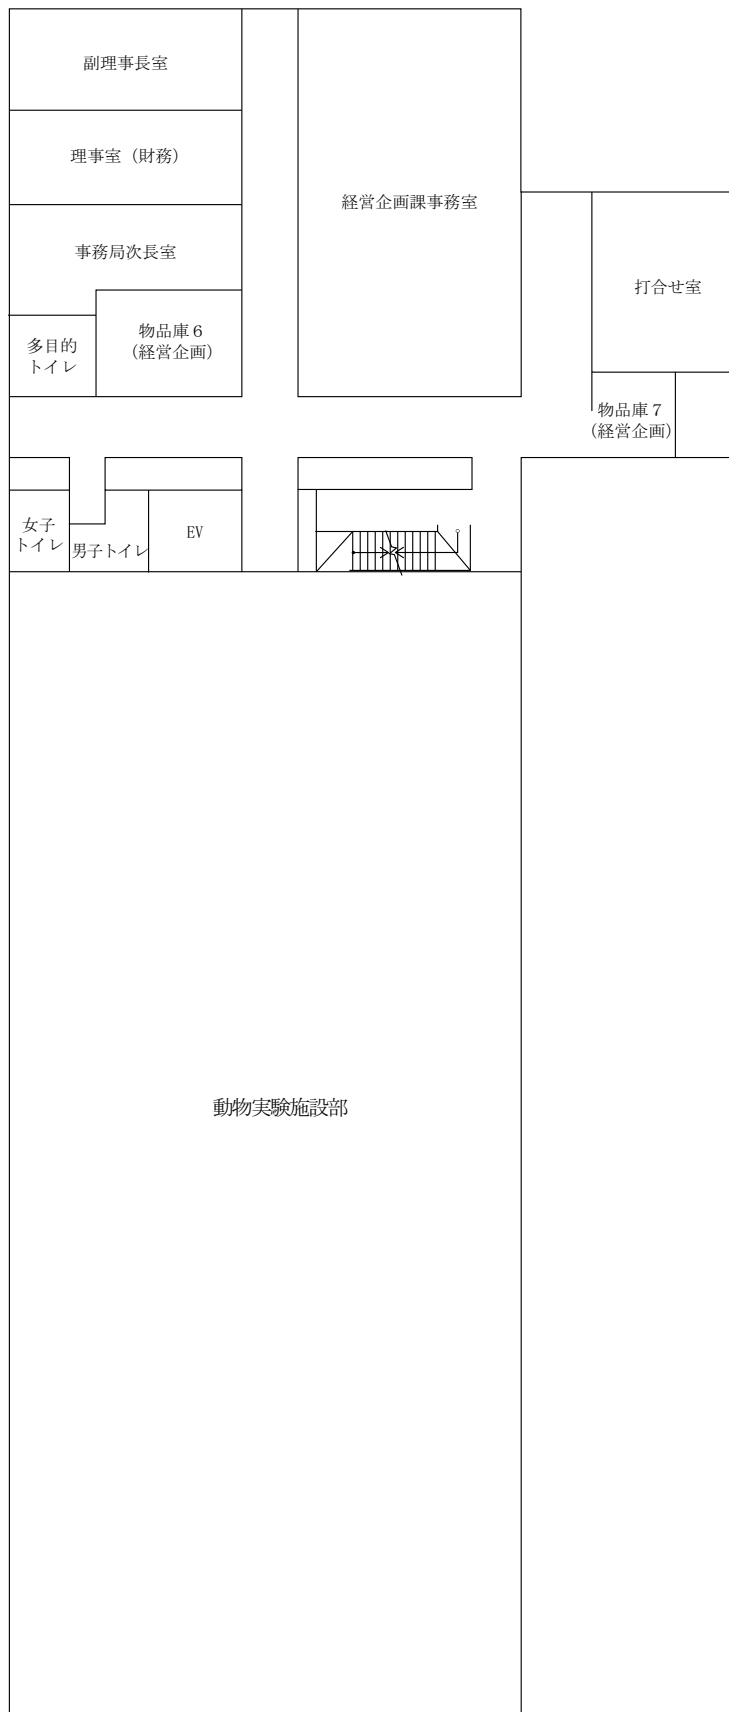 副理事長室
理事室（財務）
経営企画課事務室
事務局次長室
打合せ室
物品庫６
（経営企画）
多目的
トイレ
物品庫７
（経営企画）
女子
トイレ
男子トイレ
EV
動物実験施設部